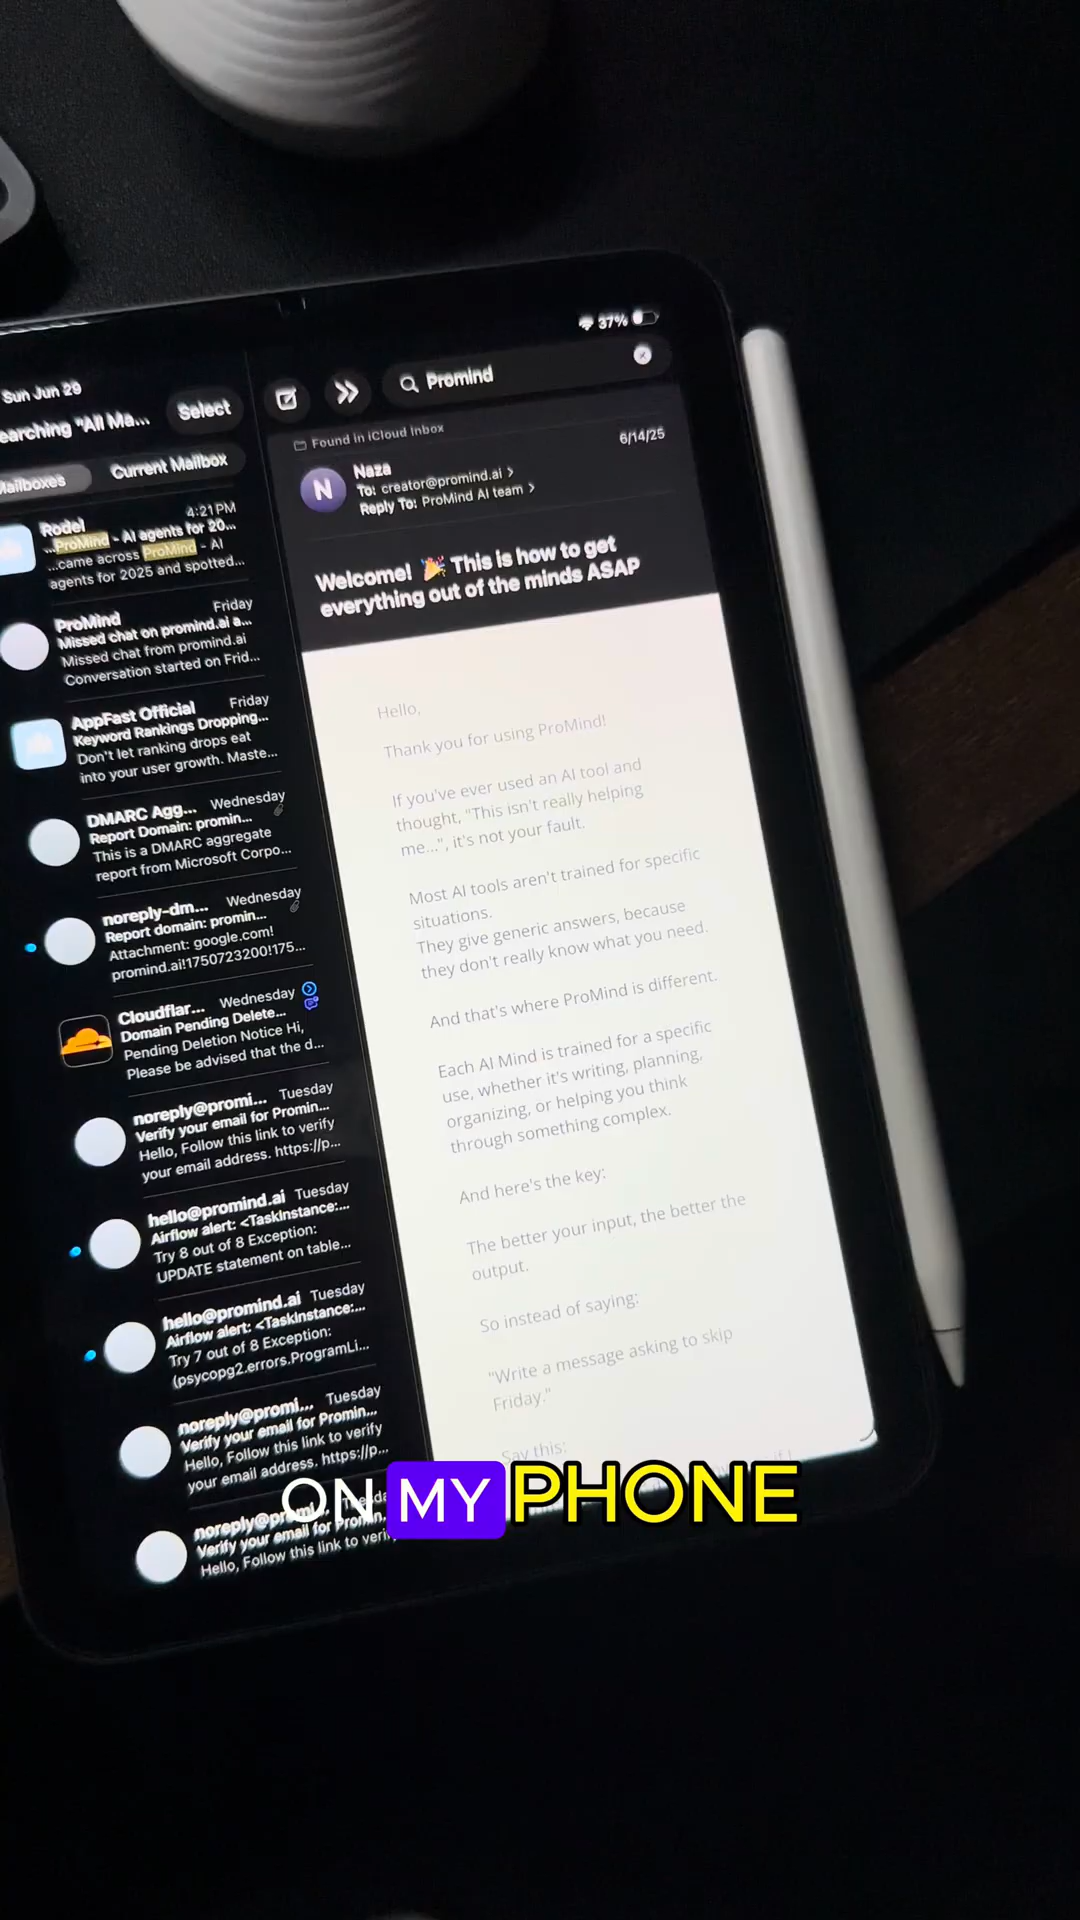 Sun Jun 29
37%
earching "All Ma...
Select
Promind
Mailboxes
Current Mailbox
Rodel
4:21 PM
...ProMind - AI agents for 20...
...came across ProMind - AI
agents for 2025 and spotted...
ProMind
Friday
Missed chat on promind.ai a...
Missed chat from promind.ai
Conversation started on Frid...
AppFast Official
Friday
Keyword Rankings Dropping...
Don't let ranking drops eat
into your user growth. Maste...
DMARC Agg...
Wednesday
Report Domain: promin...
This is a DMARC aggregate
report from Microsoft Corpo...
noreply-dm...
Wednesday
Report domain: promin...
Attachment: google.com!
promind.ai!1750723200!175...
Cloudflar...
Wednesday
Domain Pending Delete...
Pending Deletion Notice Hi,
Please be advised that the d...
noreply@promi...
Tuesday
Verify your email for Promin...
Hello, Follow this link to verify
your email address. https://p...
hello@promind.ai
Tuesday
Airflow alert: <TaskInstance:...
Try 8 out of 8 Exception:
UPDATE statement on table...
hello@promind.ai
Tuesday
Airflow alert: <TaskInstance:...
Try 7 out of 8 Exception:
(psycopg2.errors.ProgramLi...
noreply@promi...
Tuesday
Verify your email for Promin...
Hello, Follow this link to verify
your email address. https://p...
noreply@promi...
Verify your email for Promin...
Hello, Follow this link to verif
Found in iCloud Inbox
6/14/25
N
Naza
To: creator@promind.ai >
Reply To: ProMind AI team >
Welcome! 🎉 This is how to get
everything out of the minds ASAP
Hello,
Thank you for using ProMind!
If you've ever used an AI tool and
thought, "This isn't really helping
me...", it's not your fault.
Most AI tools aren't trained for specific
situations.
They give generic answers, because
they don't really know what you need.
And that's where ProMind is different.
Each AI Mind is trained for a specific
use, whether it's writing, planning,
organizing, or helping you think
through something complex.
And here's the key:
The better your input, the better the
output.
So instead of saying:
"Write a message asking to skip
Friday."
Say this:
ON MY PHONE